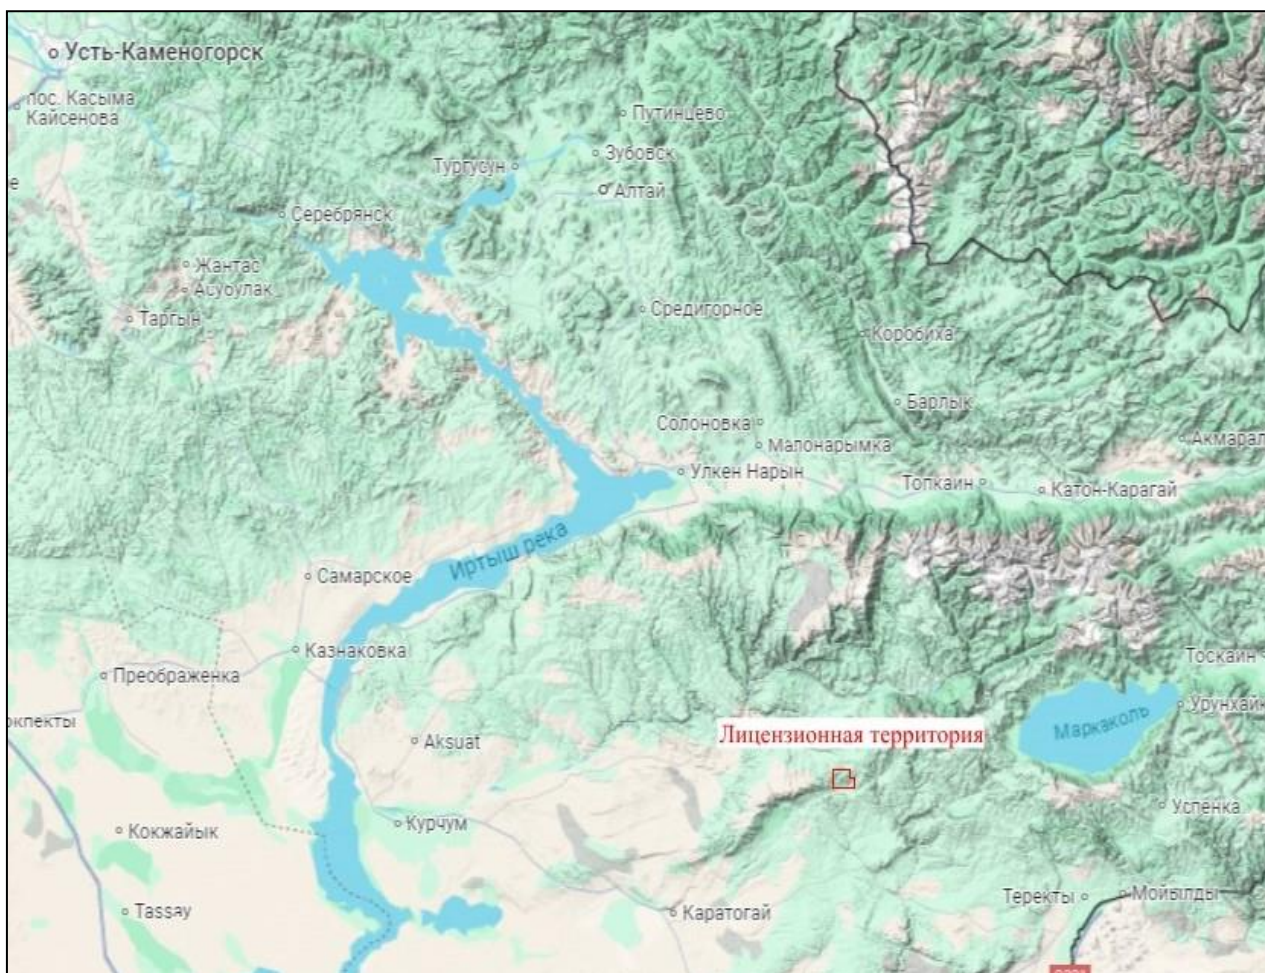 Усть-Каменогорск
пос. Касыма
Кайсенова
Путинцево
Зубовск
Тургусун
Алтай
Серебрянск
Жантас
Асубулак
Таргын
Средигорное
Коробиха
Барлык
Солоновка
Малонарымка
Акмарал
Улкен Нарын
Топкаин
Катон-Карагай
Иртыш река
Самарское
Казнаковка
Тоскаин
Преображенка
Урунхайк
Маркаколь
Лицензионная территория
Aksuat
Успенка
Курчум
Кокжайык
Теректы
Мойылды
Tassay
Каратогай